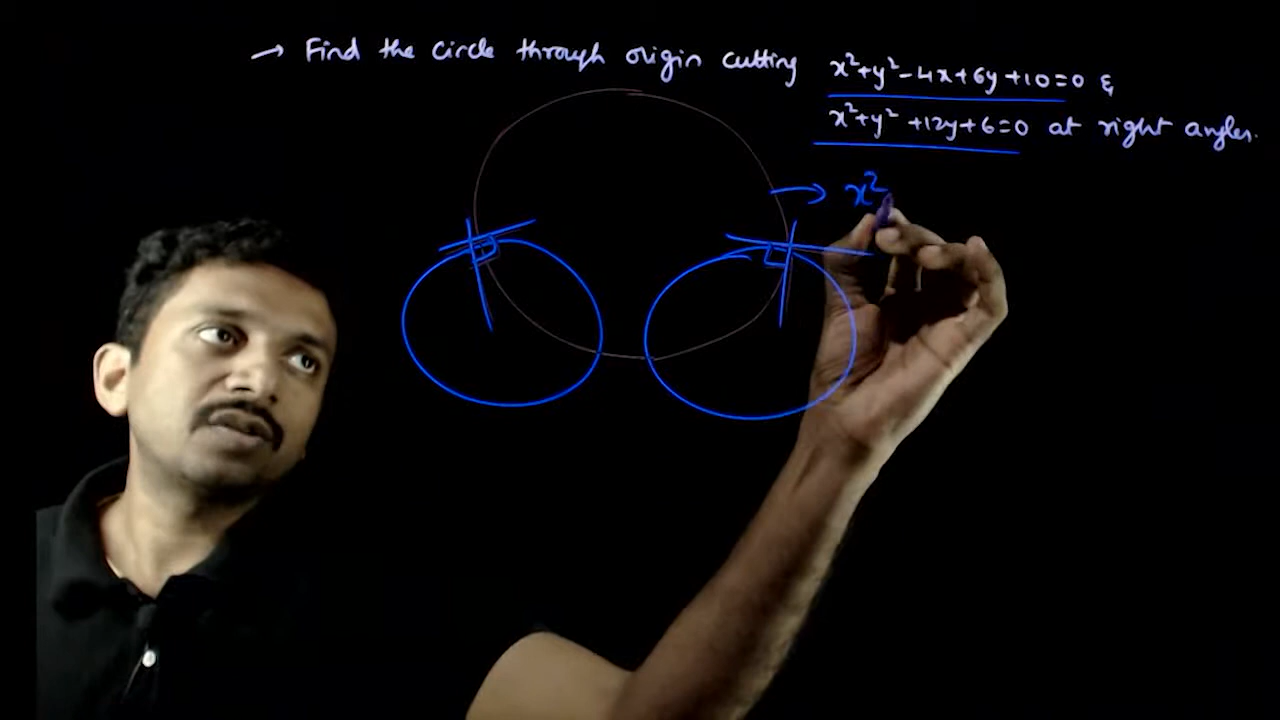 → Find the circle through origin cutting x²+y²-4x+6y+10=0 &
x²+y²+12y+6=0 at right angles.
→ x²